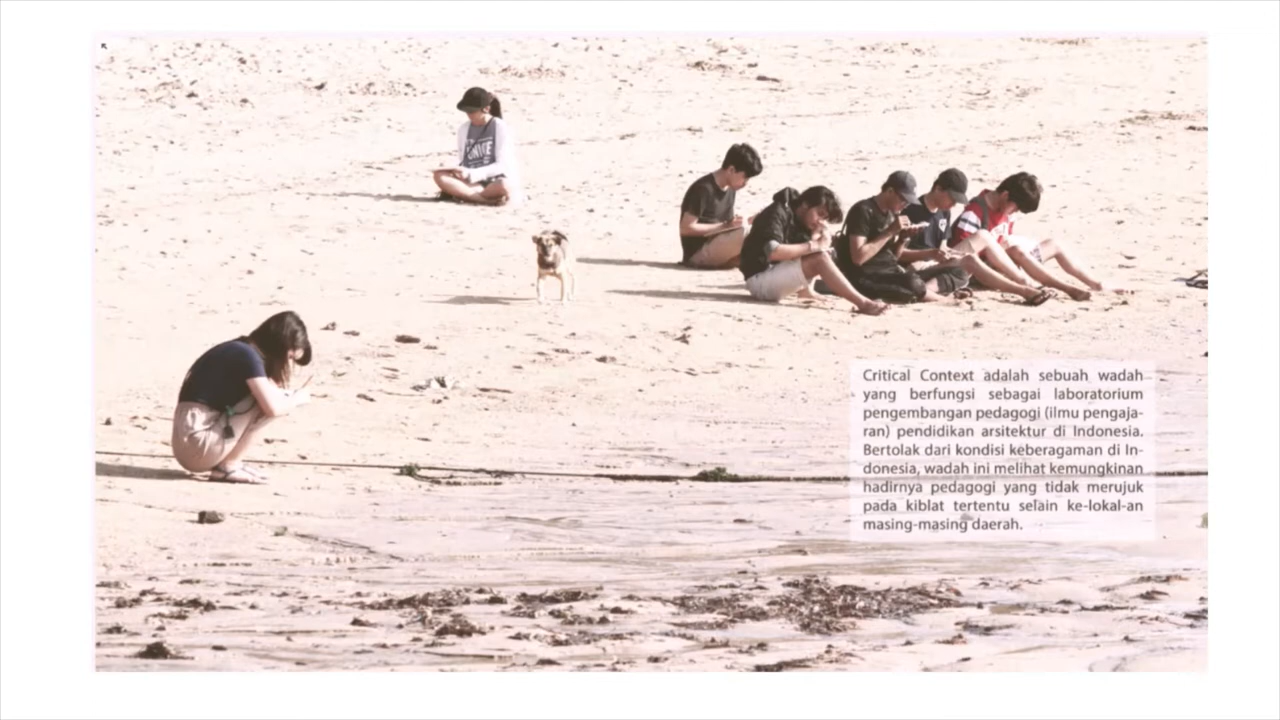 Critical Context adalah sebuah wadah
yang berfungsi sebagai laboratorium
pengembangan pedagogi (ilmu pengaja-
ran) pendidikan arsitektur di Indonesia.
Bertolak dari kondisi keberagaman di In-
donesia, wadah ini melihat kemungkinan
hadirnya pedagogi yang tidak merujuk
pada kiblat tertentu selain ke-lokal-an
masing-masing daerah.